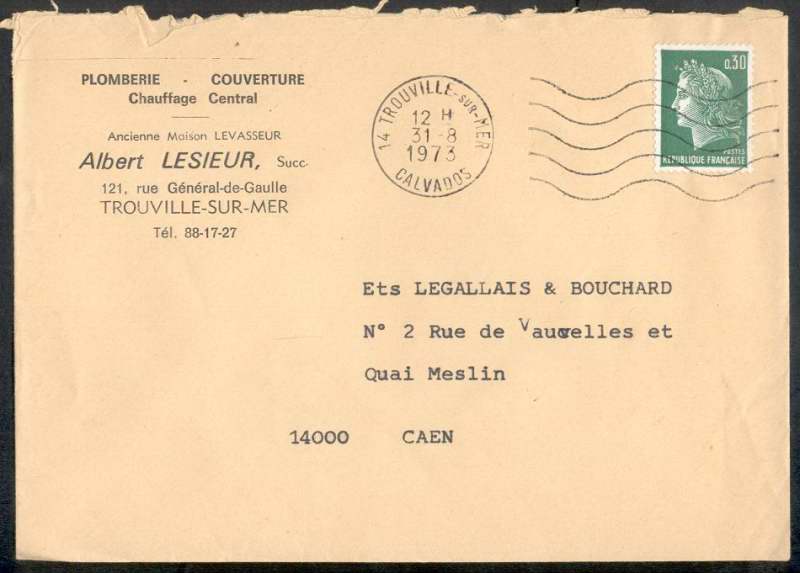 PLOMBERIE - COUVERTURE
Chauffage Central
Ancienne Maison LEVASSEUR
Albert LESIEUR, Succ.
121, rue Général-de-Gaulle
TROUVILLE-SUR-MER
Tél. 88-17-27
14 TROUVILLE-SUR-MER
12 H
31-8
1973
CALVADOS
0,30
POSTES
RÉPUBLIQUE FRANÇAISE
Ets LEGALLAIS & BOUCHARD
N° 2 Rue de Vaucelles et
Quai Meslin
14000 CAEN